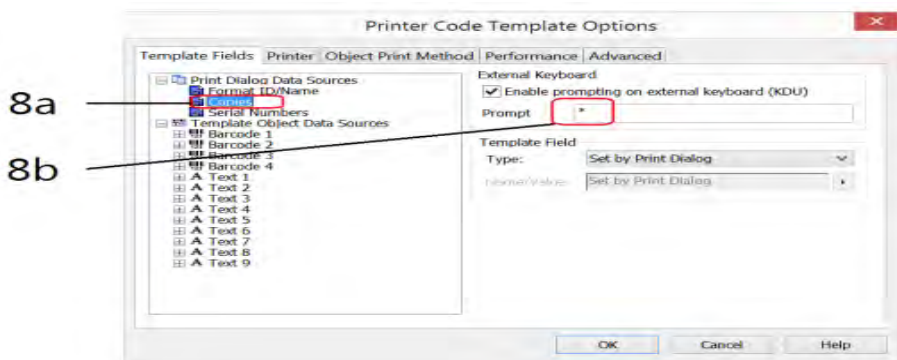 Printer Code Template Options
Template Fields Printer Object Print Method Performance Advanced
Print Dialog Data Sources
Format ID/Name
Copies
Serial Numbers
Template Object Data Sources
Barcode 1
Barcode 2
Barcode 3
Barcode 4
Text 1
Text 2
Text 3
Text 4
Text 5
Text 6
Text 7
Text 8
Text 9
External Keyboard
Enable prompting on external keyboard (KDU)
Prompt *
Template Field
Type: Set by Print Dialog
Name/Value: Set by Print Dialog
OK Cancel Help
8a
8b